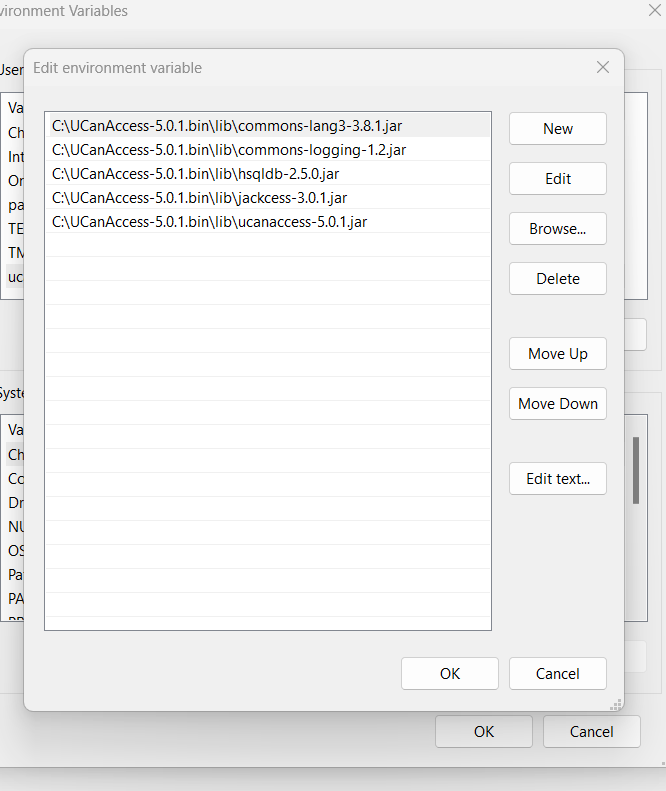 vironment Variables
Edit environment variable
User
Va
Ch
Int
On
pa
TE
TM
uc
C:\UCanAccess-5.0.1.bin\lib\commons-lang3-3.8.1.jar
C:\UCanAccess-5.0.1.bin\lib\commons-logging-1.2.jar
C:\UCanAccess-5.0.1.bin\lib\hsqldb-2.5.0.jar
C:\UCanAccess-5.0.1.bin\lib\jackcess-3.0.1.jar
C:\UCanAccess-5.0.1.bin\lib\ucanaccess-5.0.1.jar
New
Edit
Browse...
Delete
Move Up
Move Down
Edit text...
Syste
Va
Ch
Co
Dr
NU
OS
Pa
PA
OK
Cancel
OK
Cancel